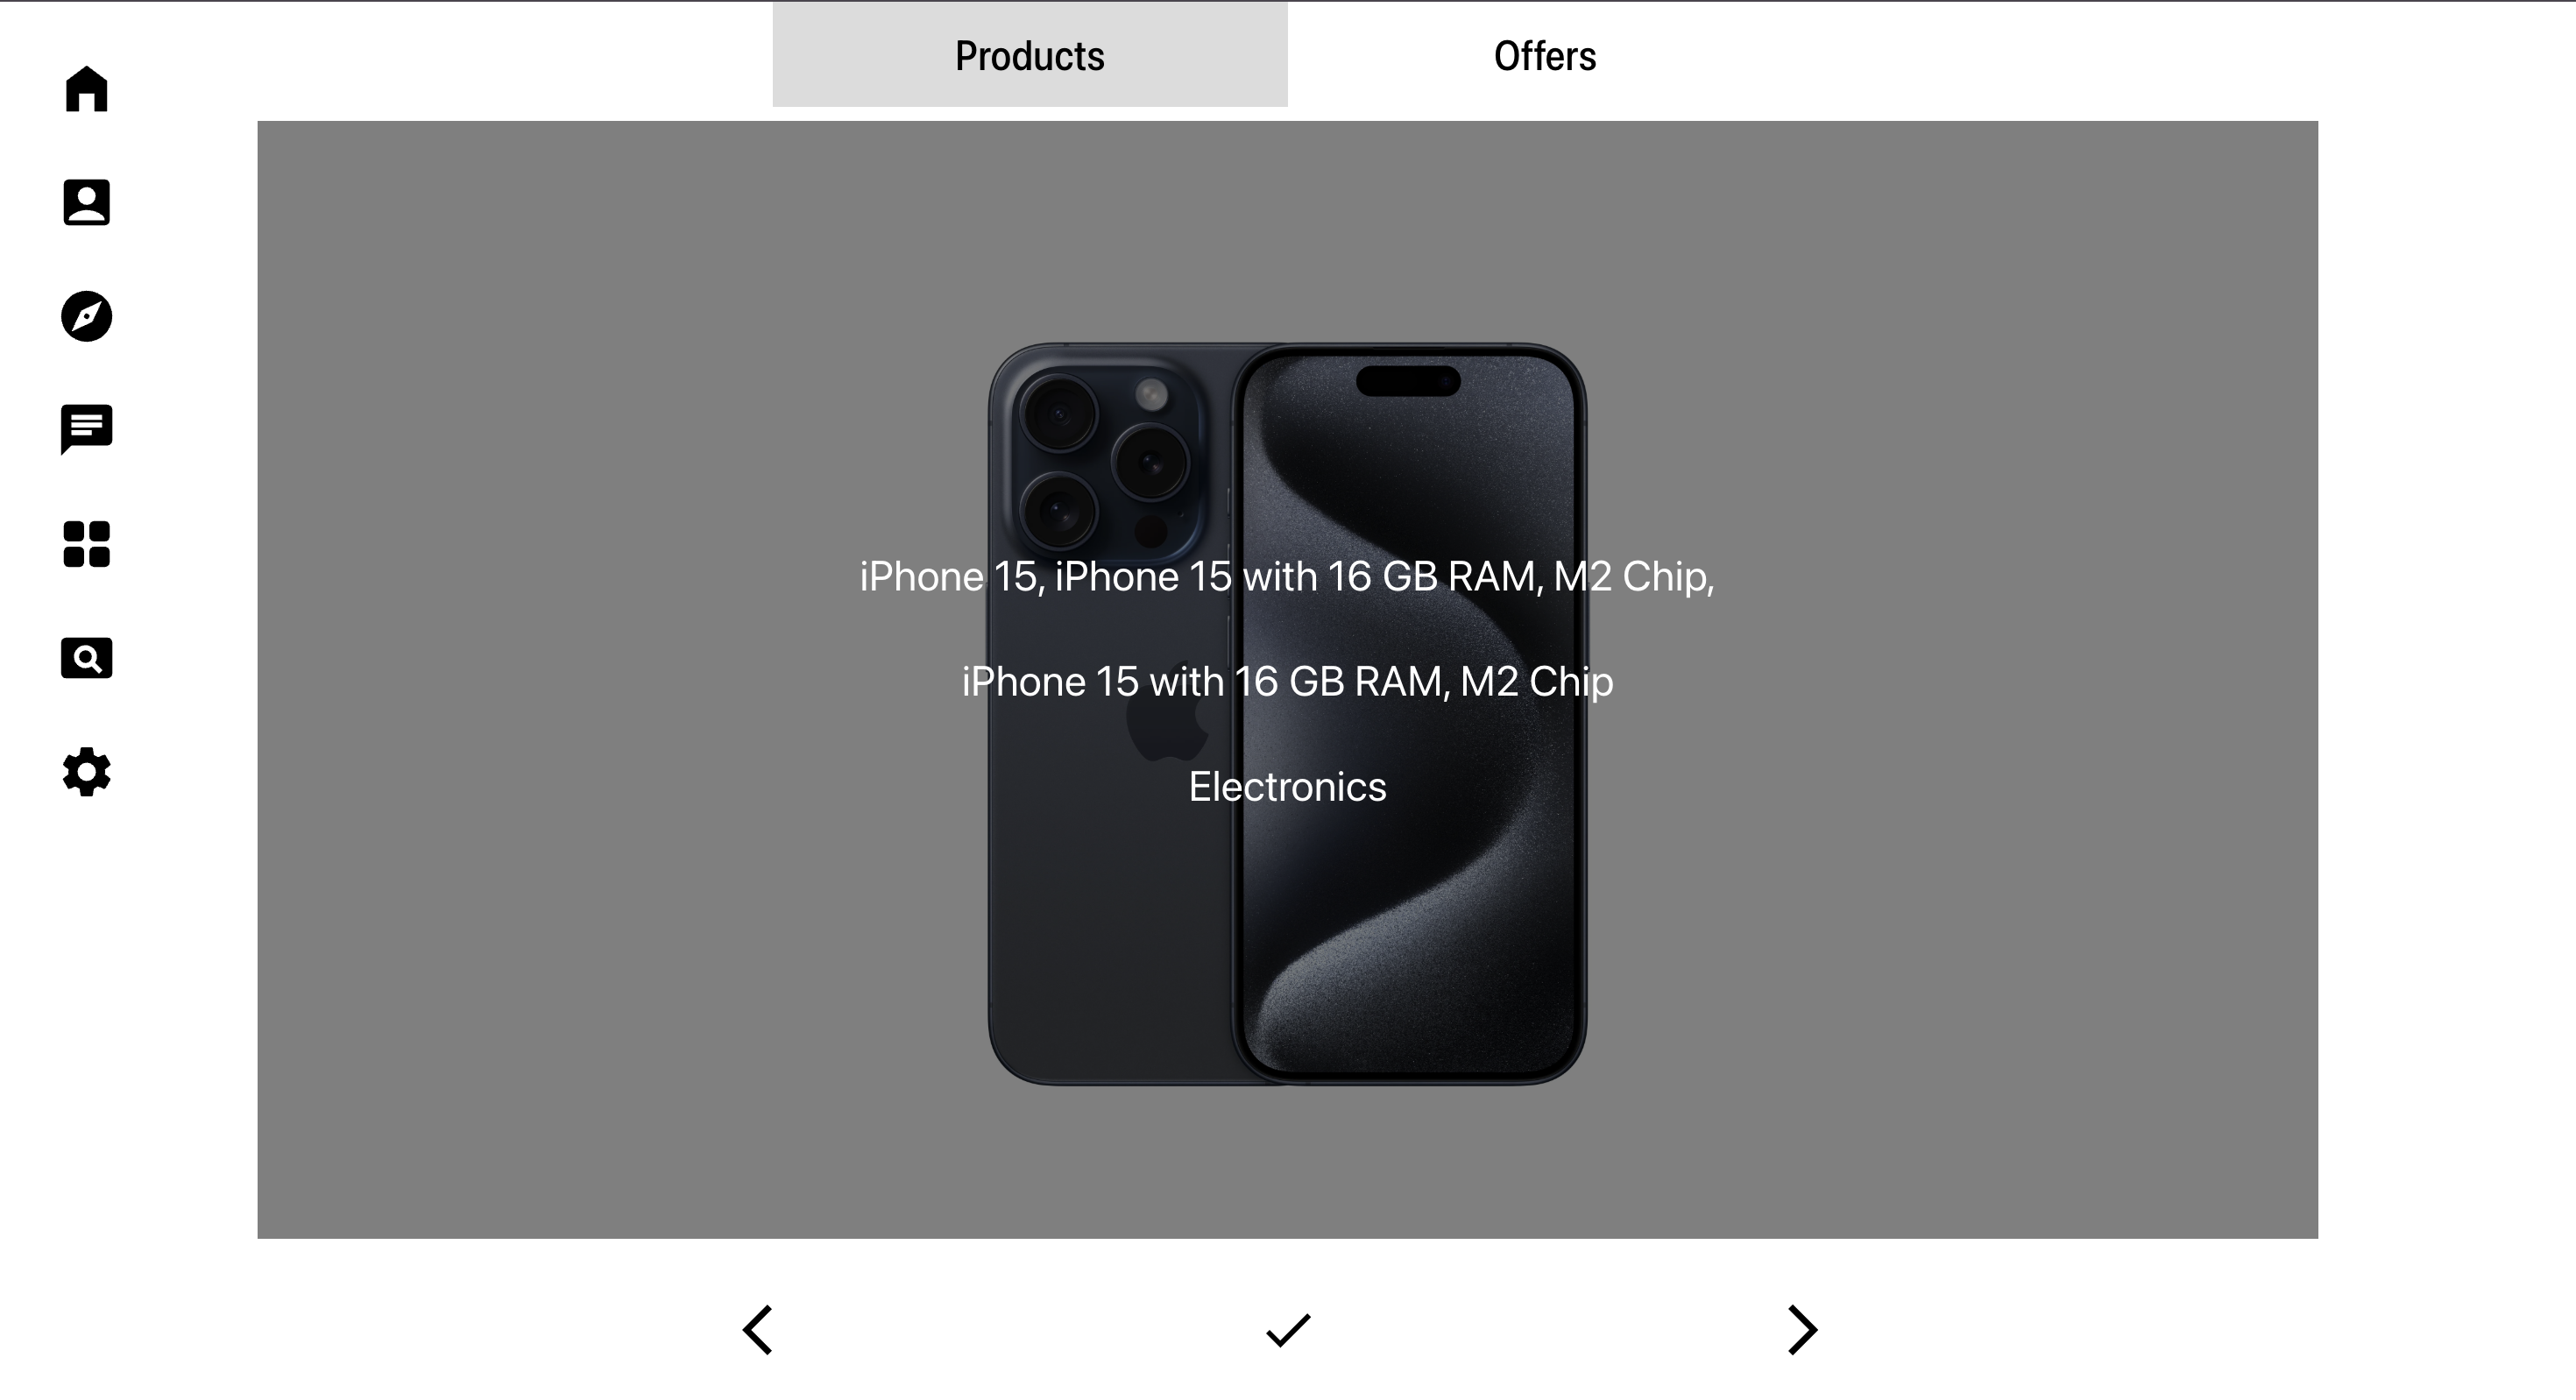 Products
Offers
iPhone 15, iPhone 15 with 16 GB RAM, M2 Chip,
iPhone 15 with 16 GB RAM, M2 Chip
Electronics